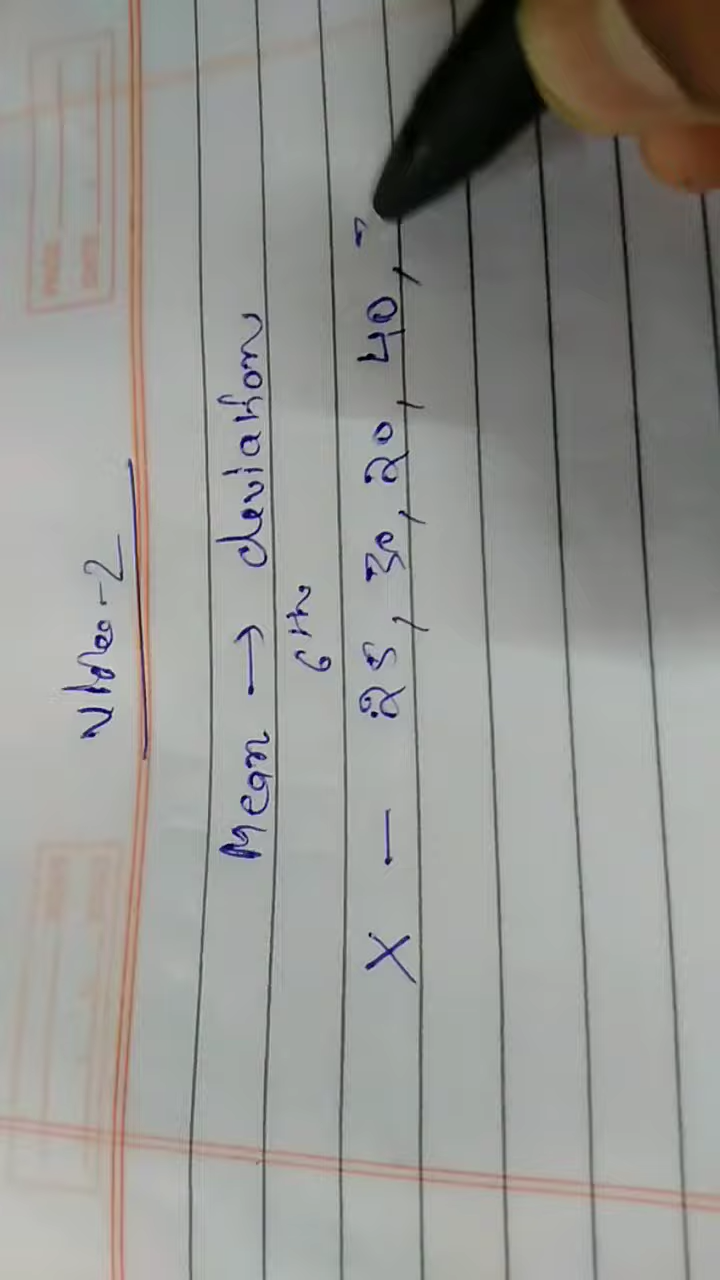 Video-2
Mean → deviation
6th
X - 25, 30, 20, 40,